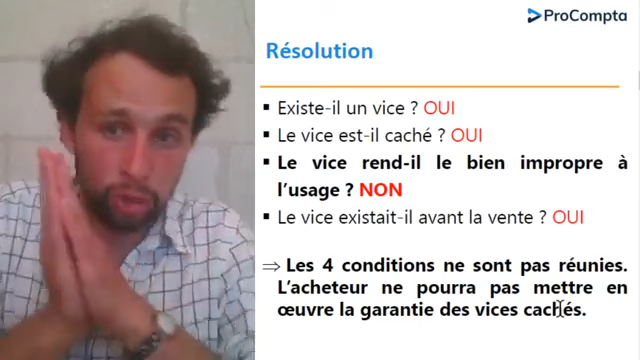 ProCompta
Résolution
▪ Existe-il un vice ? OUI
▪ Le vice est-il caché ? OUI
▪ Le vice rend-il le bien impropre à
l’usage ? NON
▪ Le vice existait-il avant la vente ? OUI
⇒ Les 4 conditions ne sont pas réunies.
L’acheteur ne pourra pas mettre en
œuvre la garantie des vices cachés.